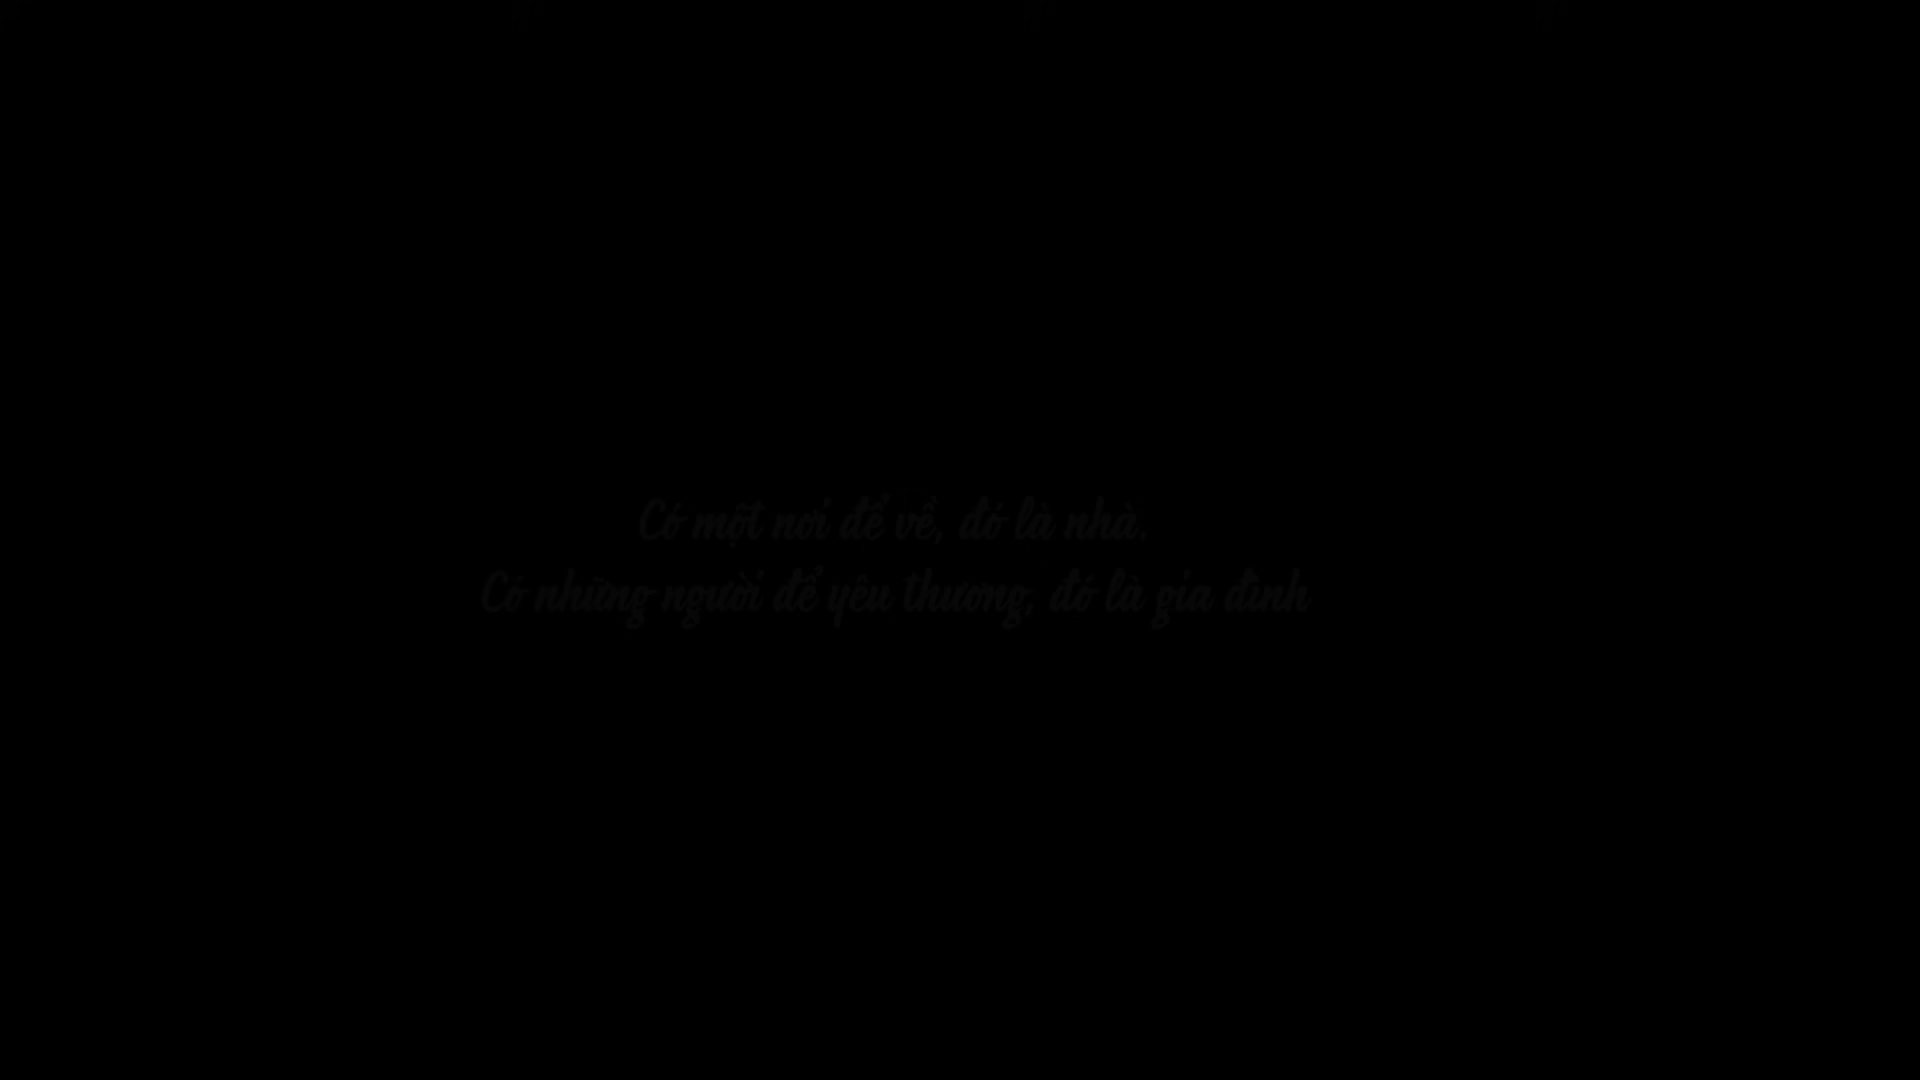 Có một nơi để về, đó là nhà.
Có những người để yêu thương, đó là gia đình